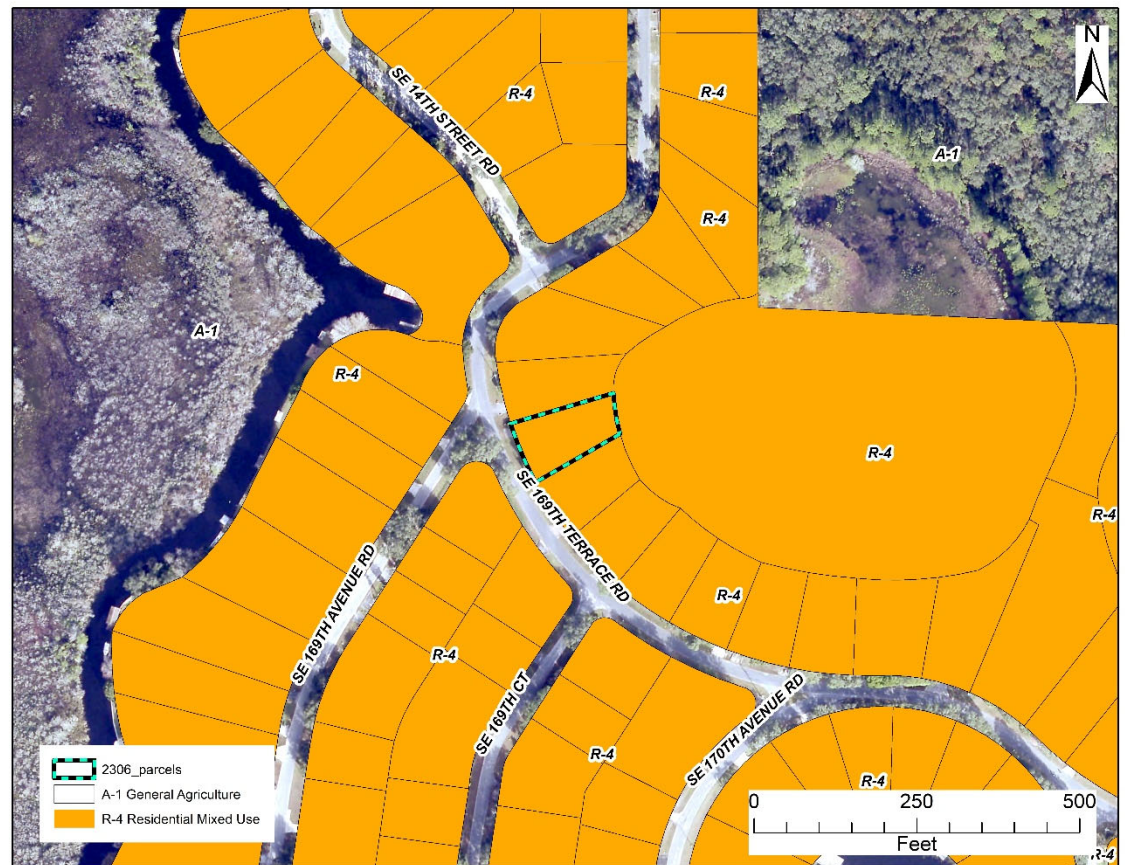 N
SE 14TH STREET RD
R-4
R-4
A-1
R-4
A-1
R-4
R-4
SE 169TH TERRACE RD
R-4
R-4
SE 169TH AVENUE RD
R-4
SE 169TH CT
SE 170TH AVENUE RD
R-4
R-4
R-4
2306_parcels
A-1 General Agriculture
R-4 Residential Mixed Use
0 250 500
Feet